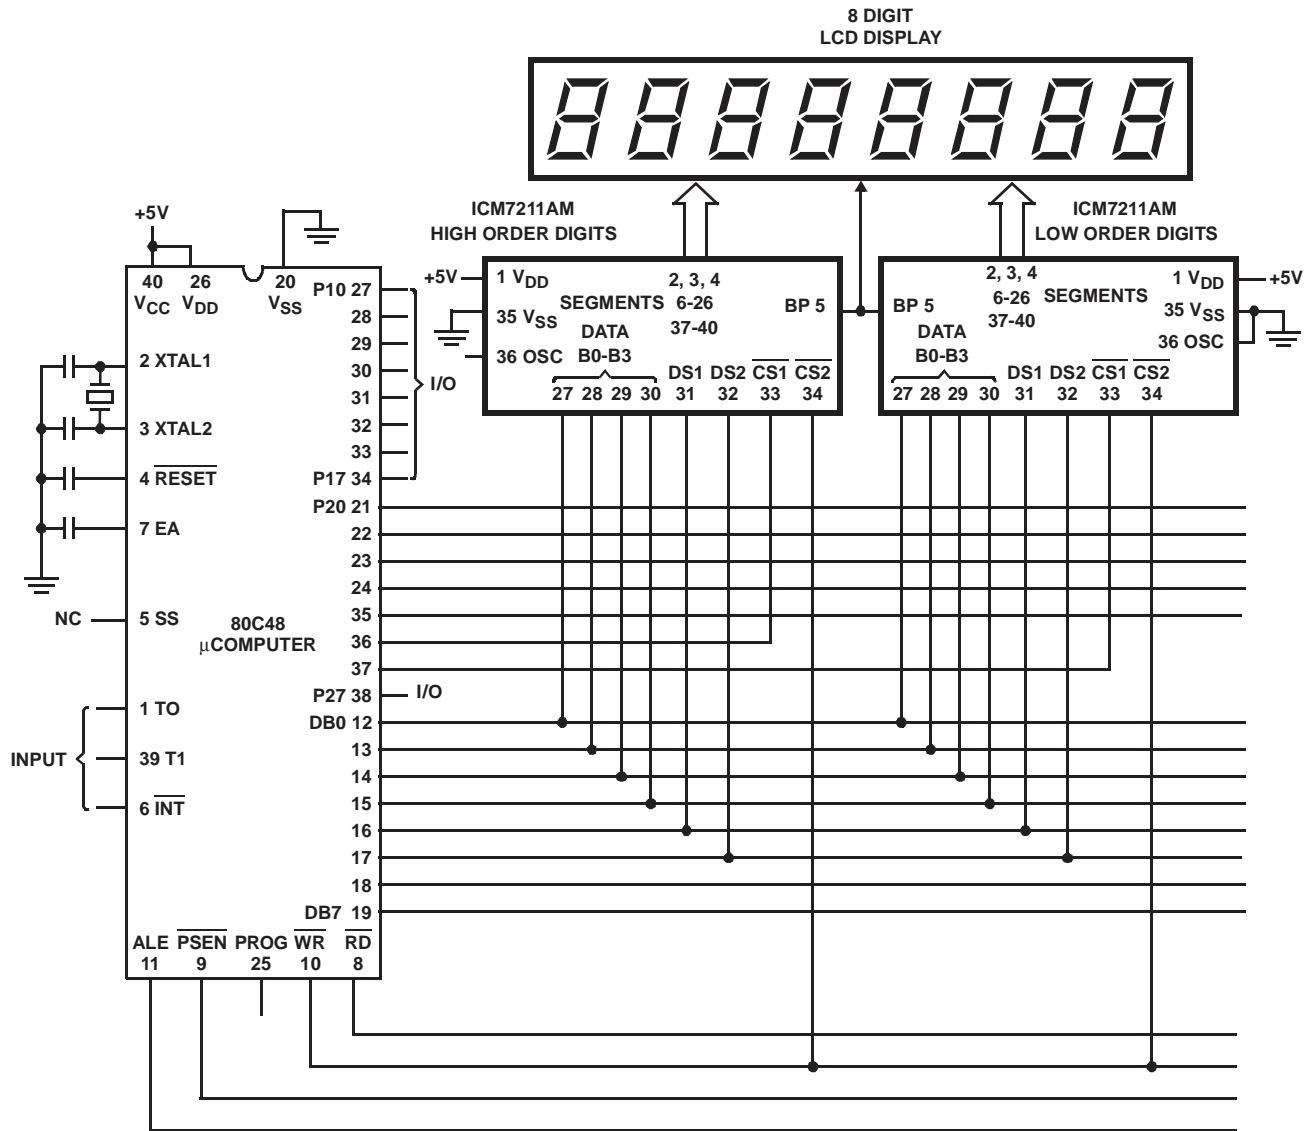 8 DIGIT
LCD DISPLAY
ICM7211AM
HIGH ORDER DIGITS
ICM7211AM
LOW ORDER DIGITS
+5V
1 VDD
35 VSS
36 OSC
2, 3, 4
6-26
37-40
SEGMENTS
DATA
B0-B3
BP 5
DS1 DS2 CS1 CS2
27 28 29 30 31 32 33 34
BP 5
2, 3, 4
6-26
37-40
SEGMENTS
DATA
B0-B3
1 VDD
+5V
35 VSS
36 OSC
DS1 DS2 CS1 CS2
27 28 29 30 31 32 33 34
+5V
40
VCC
26
VDD
20
VSS
2 XTAL1
3 XTAL2
4 RESET
7 EA
NC
5 SS
80C48
µCOMPUTER
INPUT
1 TO
39 T1
6 INT
P10 27
28
29
30
31
32
33
P17 34
I/O
P20 21
22
23
24
35
36
37
P27 38
I/O
DB0 12
13
14
15
16
17
18
DB7 19
ALE PSEN PROG WR RD
11 9 25 10 8